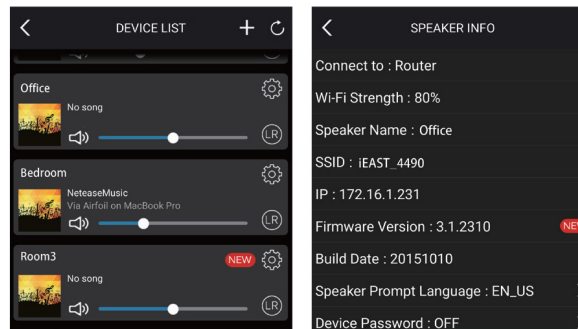 DEVICE LIST
Office
No song
LR
Bedroom
NeteaseMusic
Via Airfoil on MacBook Pro
LR
Room3
NEW
No song
LR
SPEAKER INFO
Connect to : Router
Wi-Fi Strength : 80%
Speaker Name : Office
SSID : iEAST_4490
IP : 172.16.1.231
Firmware Version : 3.1.2310
Build Date : 20151010
Speaker Prompt Language : EN_US
Device Password : OFF